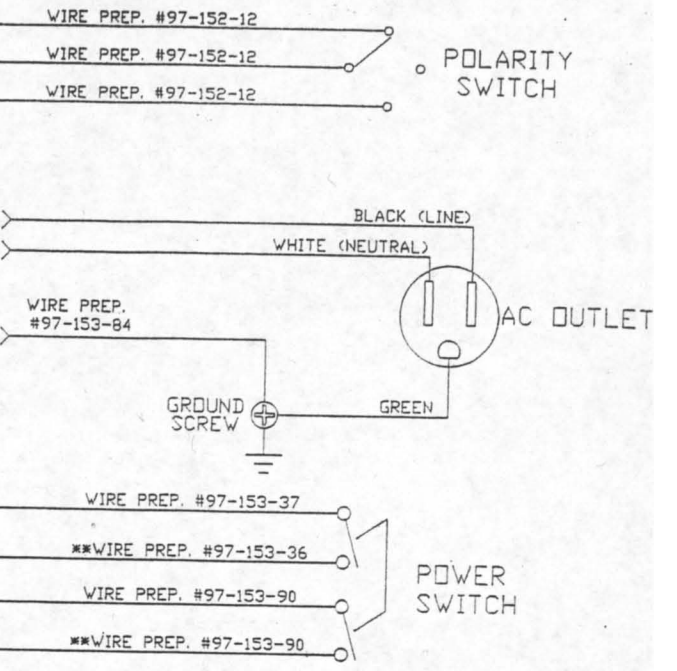 WIRE PREP. #97-152-12
WIRE PREP. #97-152-12
WIRE PREP. #97-152-12
POLARITY
SWITCH
BLACK (LINE)
WHITE (NEUTRAL)
WIRE PREP.
#97-153-84
AC OUTLET
GROUND
SCREW
GREEN
WIRE PREP. #97-153-37
**WIRE PREP. #97-153-36
WIRE PREP. #97-153-90
**WIRE PREP. #97-153-90
POWER
SWITCH